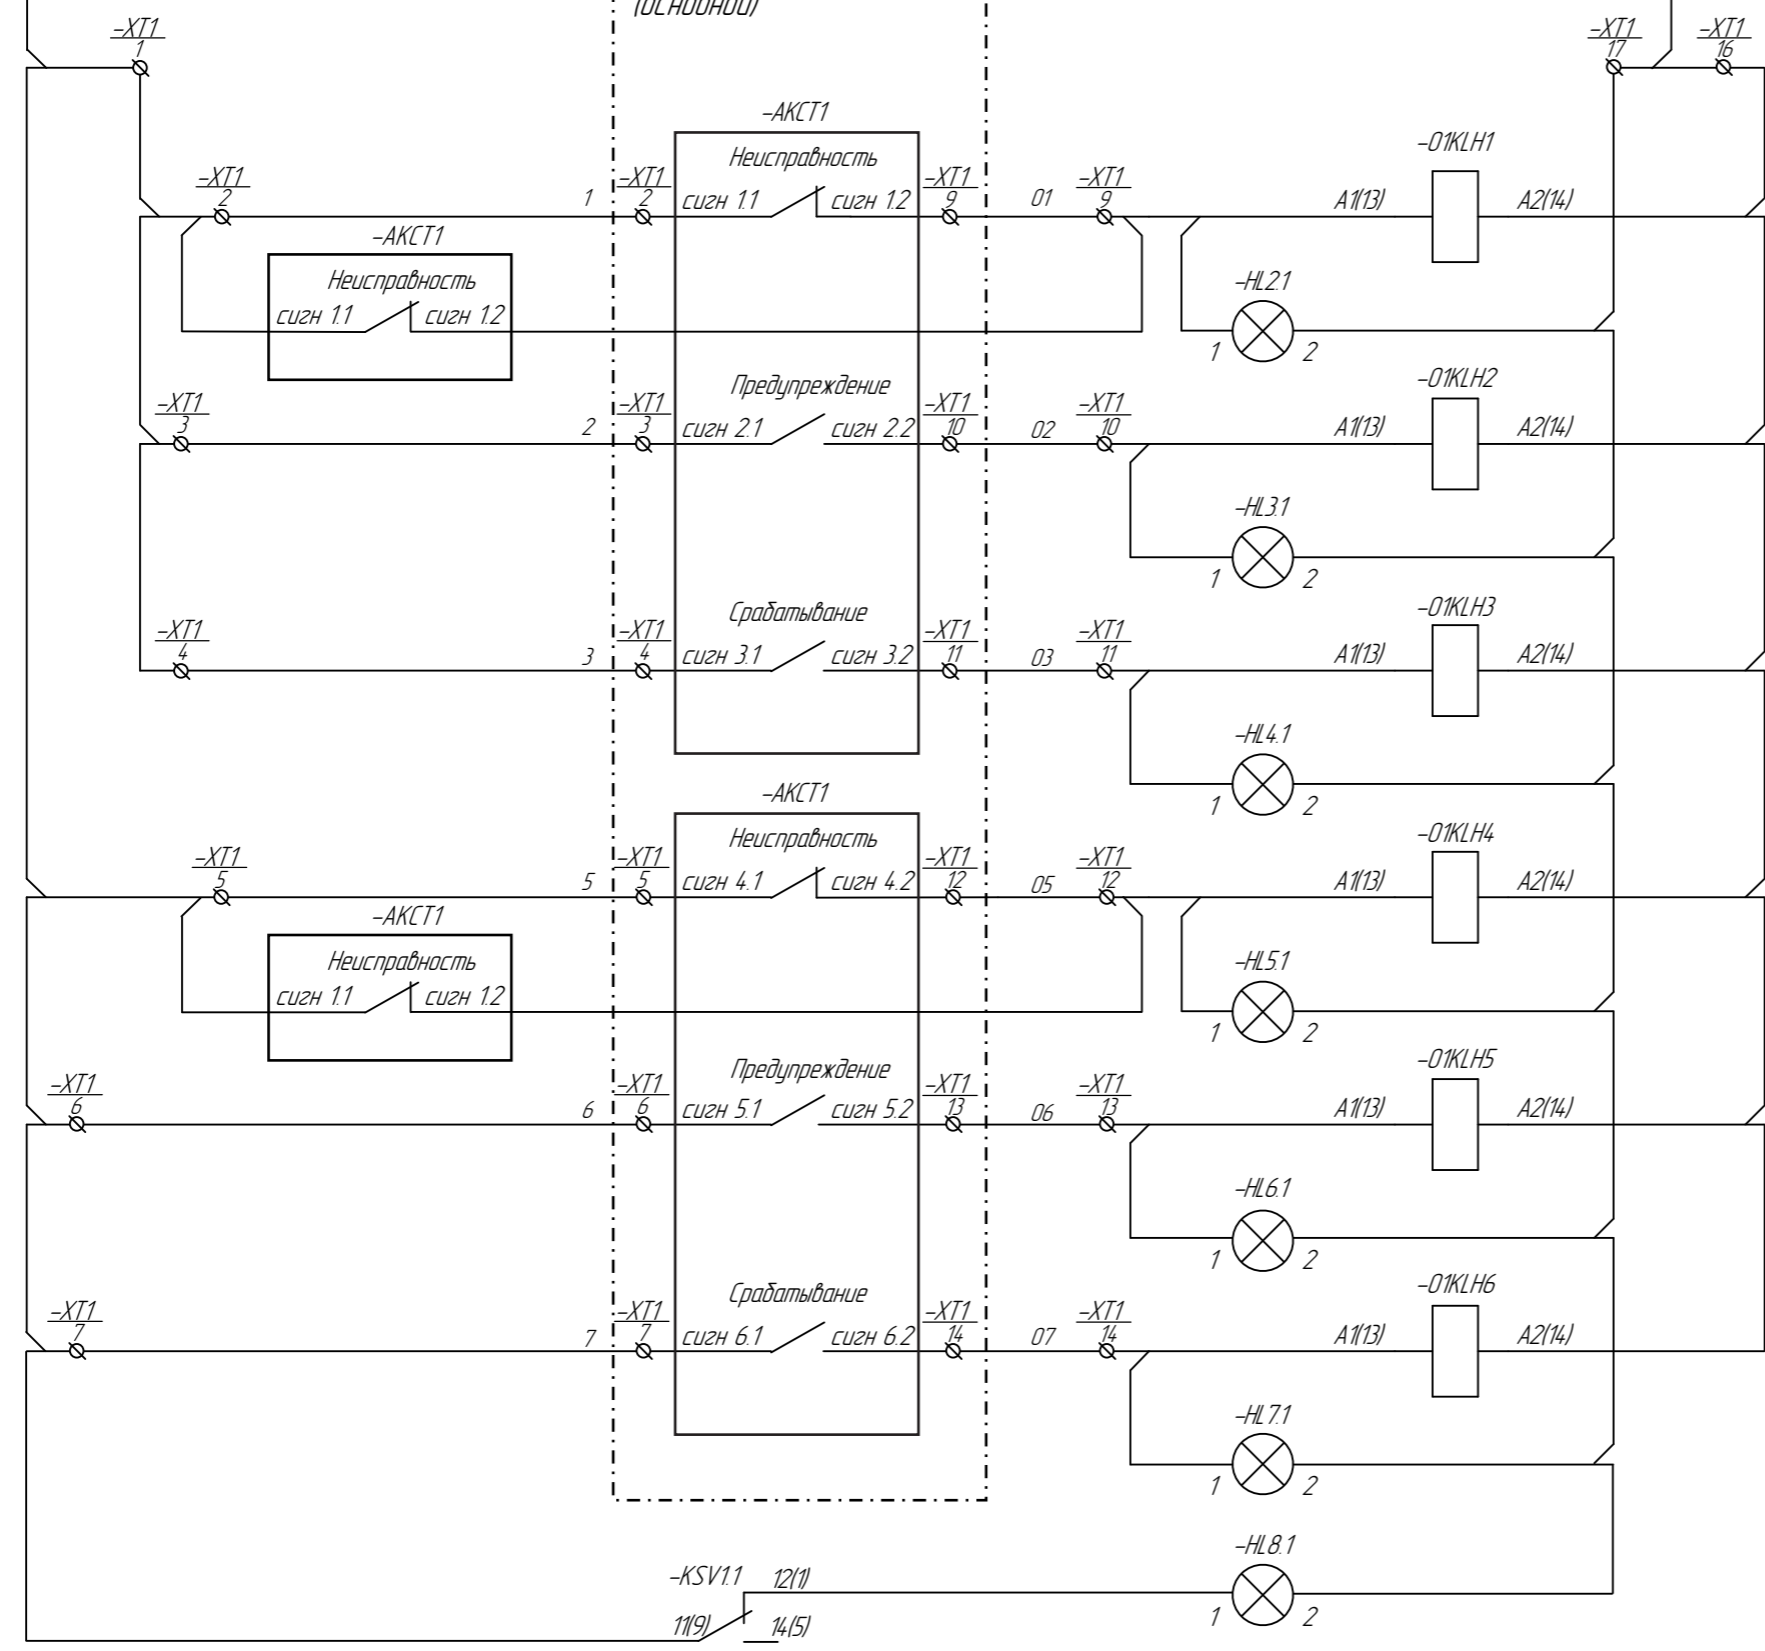 (основной)
-XT1
1
-XT1
17
-XT1
16
-АКСТ1
-01KLH1
Неисправность
-XT1
2
1
-XT1
2
сигн 1.1
сигн 1.2
-XT1
9
01
-XT1
9
A1(13)
A2(14)
-АКСТ1
Неисправность
сигн 1.1
сигн 1.2
-HL2.1
1
2
Предупреждение
-01KLH2
-XT1
3
2
-XT1
3
сигн 2.1
сигн 2.2
-XT1
10
02
-XT1
10
A1(13)
A2(14)
-HL3.1
1
2
Срабатывание
-01KLH3
-XT1
4
3
-XT1
4
сигн 3.1
сигн 3.2
-XT1
11
03
-XT1
11
A1(13)
A2(14)
-HL4.1
1
2
-АКСТ1
Неисправность
-01KLH4
-XT1
5
5
-XT1
5
сигн 4.1
сигн 4.2
-XT1
12
05
-XT1
12
A1(13)
A2(14)
-АКСТ1
Неисправность
сигн 1.1
сигн 1.2
-HL5.1
1
2
Предупреждение
-01KLH5
-XT1
6
6
-XT1
6
сигн 5.1
сигн 5.2
-XT1
13
06
-XT1
13
A1(13)
A2(14)
-HL6.1
1
2
Срабатывание
-01KLH6
-XT1
7
7
-XT1
7
сигн 6.1
сигн 6.2
-XT1
14
07
-XT1
14
A1(13)
A2(14)
-HL7.1
1
2
-KSV1.1
12(1)
11(9)
14(5)
-HL8.1
1
2